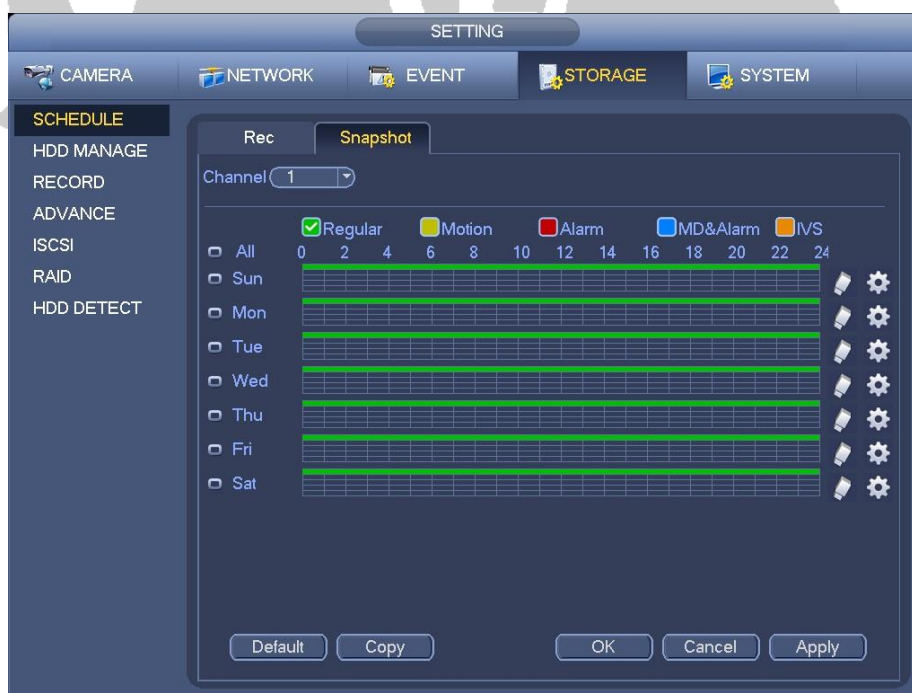 SETTING
CAMERA NETWORK EVENT STORAGE SYSTEM
SCHEDULE
HDD MANAGE
RECORD
ADVANCE
ISCSI
RAID
HDD DETECT
Rec Snapshot
Channel 1
Regular Motion Alarm MD&Alarm IVS
All 0 2 4 6 8 10 12 14 16 18 20 22 24
Sun
Mon
Tue
Wed
Thu
Fri
Sat
Default Copy OK Cancel Apply